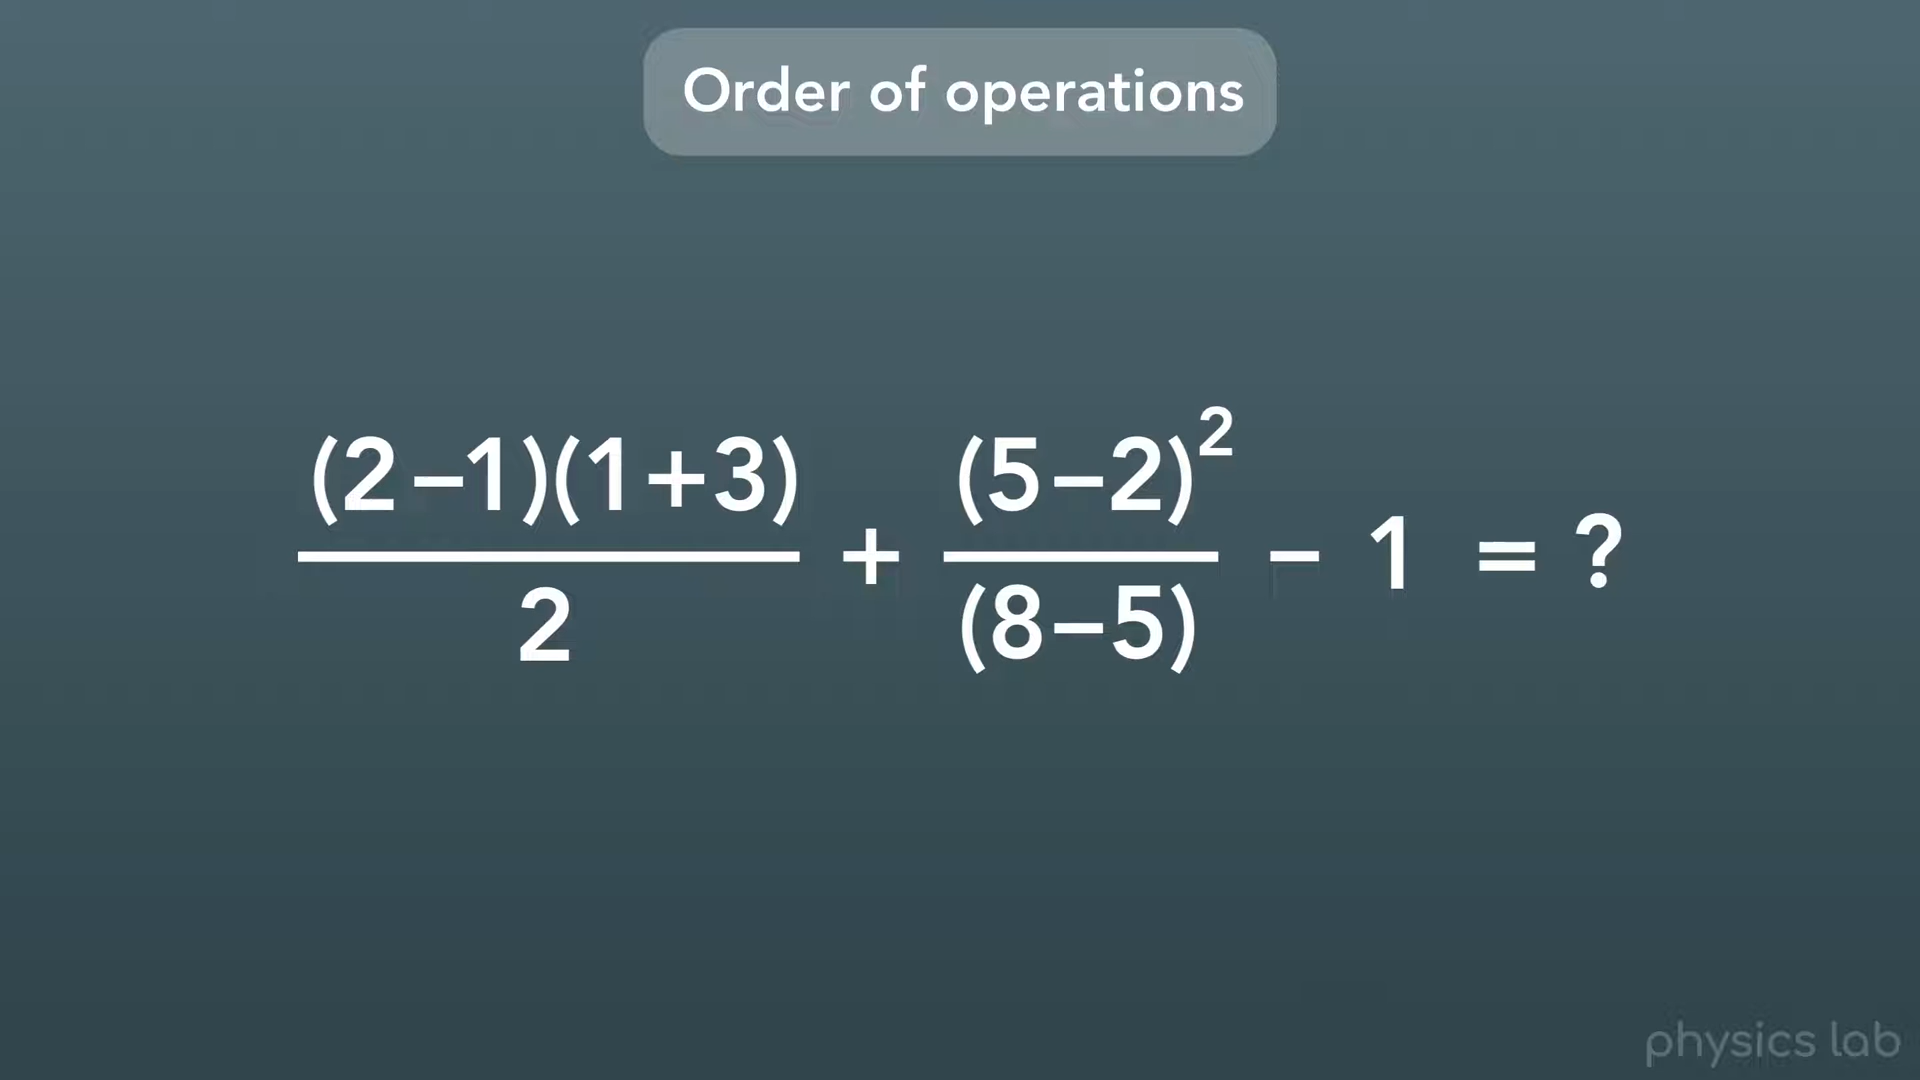 Order of operations
(2–1)(1+3)/2 + (5–2)²/(8–5) – 1 = ?
physics lab